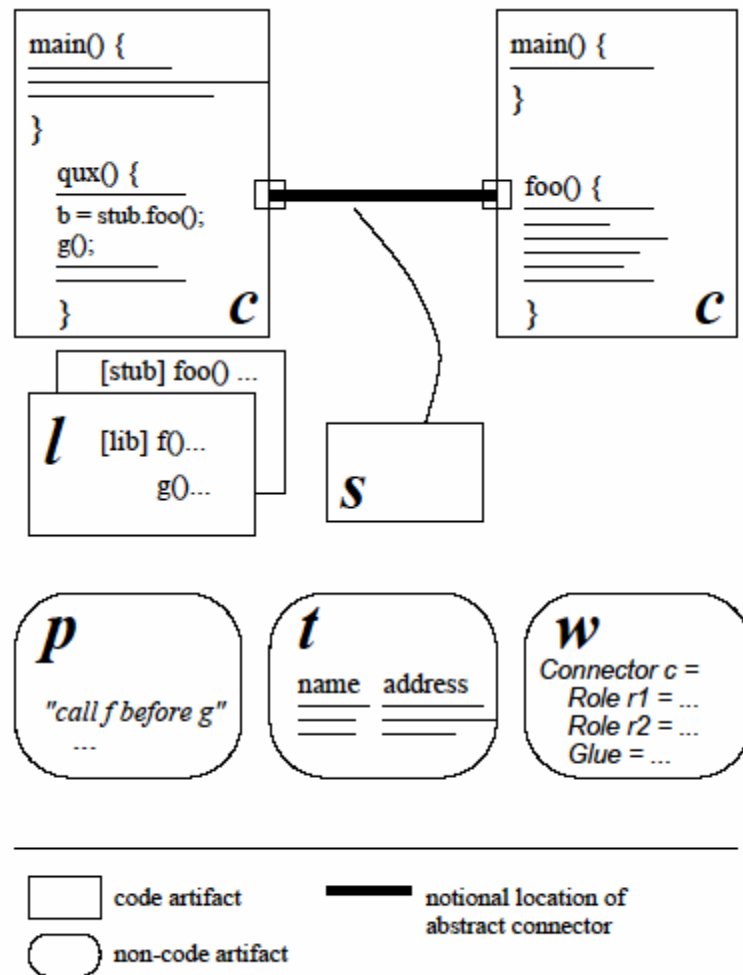 main() {
}
qux() {
b = stub.foo();
g();
}
c
main() {
}
foo() {
}
c
[stub] foo() ...
l
[lib] f()...
g()...
s
p
"call f before g"
...
t
name address
w
Connector c =
Role r1 = ...
Role r2 = ...
Glue = ...
code artifact
non-code artifact
notional location of
abstract connector